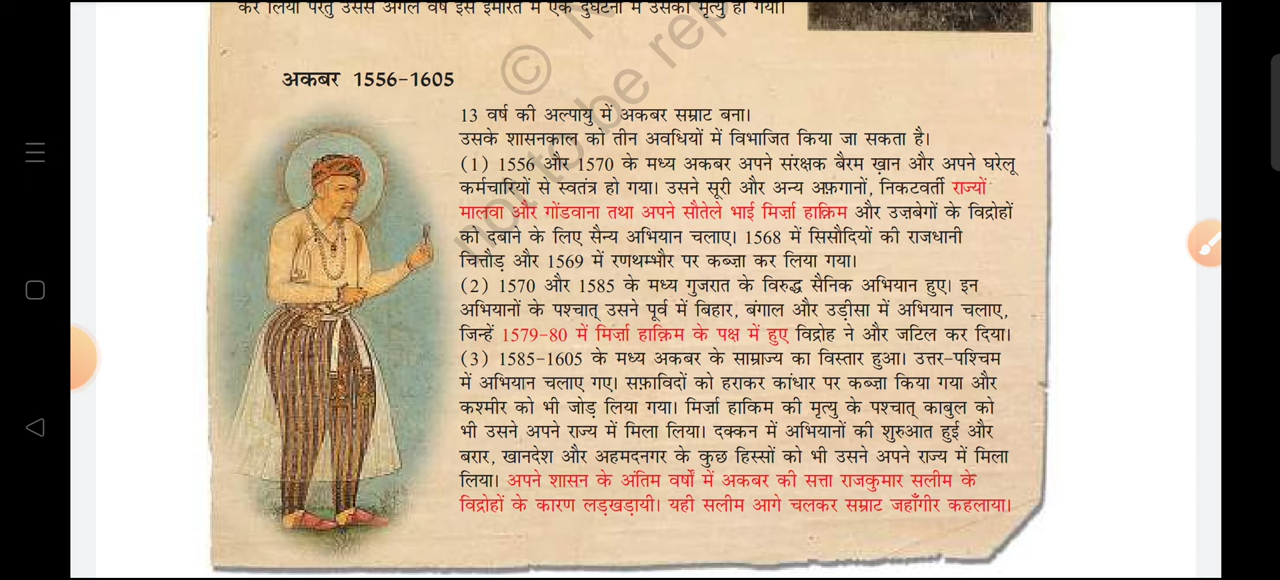 कर लिया परंतु उससे अगले वर्ष इस इमारत में एक दुर्घटना में उसकी मृत्यु हो गयी।
अकबर 1556-1605
13 वर्ष की अल्पायु में अकबर सम्राट बना।
उसके शासनकाल को तीन अवधियों में विभाजित किया जा सकता है।
(1) 1556 और 1570 के मध्य अकबर अपने संरक्षक बैरम ख़ान और अपने घरेलू
कर्मचारियों से स्वतंत्र हो गया। उसने सूरी और अन्य अफ़गानों, निकटवर्ती राज्यों
मालवा और गोंडवाना तथा अपने सौतेले भाई मिर्ज़ा हाक़िम और उज़बेगों के विद्रोहों
को दबाने के लिए सैन्य अभियान चलाए। 1568 में सिसौदियों की राजधानी
चित्तौड़ और 1569 में रणथम्भौर पर कब्ज़ा कर लिया गया।
(2) 1570 और 1585 के मध्य गुजरात के विरुद्ध सैनिक अभियान हुए। इन
अभियानों के पश्चात् उसने पूर्व में बिहार, बंगाल और उड़ीसा में अभियान चलाए,
जिन्हें 1579-80 में मिर्ज़ा हाक़िम के पक्ष में हुए विद्रोह ने और जटिल कर दिया।
(3) 1585-1605 के मध्य अकबर के साम्राज्य का विस्तार हुआ। उत्तर-पश्चिम
में अभियान चलाए गए। सफ़ाविदों को हराकर कांधार पर कब्ज़ा किया गया और
कश्मीर को भी जोड़ लिया गया। मिर्ज़ा हाकिम की मृत्यु के पश्चात् काबुल को
भी उसने अपने राज्य में मिला लिया। दक्कन में अभियानों की शुरुआत हुई और
बरार, खानदेश और अहमदनगर के कुछ हिस्सों को भी उसने अपने राज्य में मिला
लिया। अपने शासन के अंतिम वर्षों में अकबर की सत्ता राजकुमार सलीम के
विद्रोहों के कारण लड़खड़ायी। यही सलीम आगे चलकर सम्राट जहाँगीर कहलाया।
© N
not to be rep